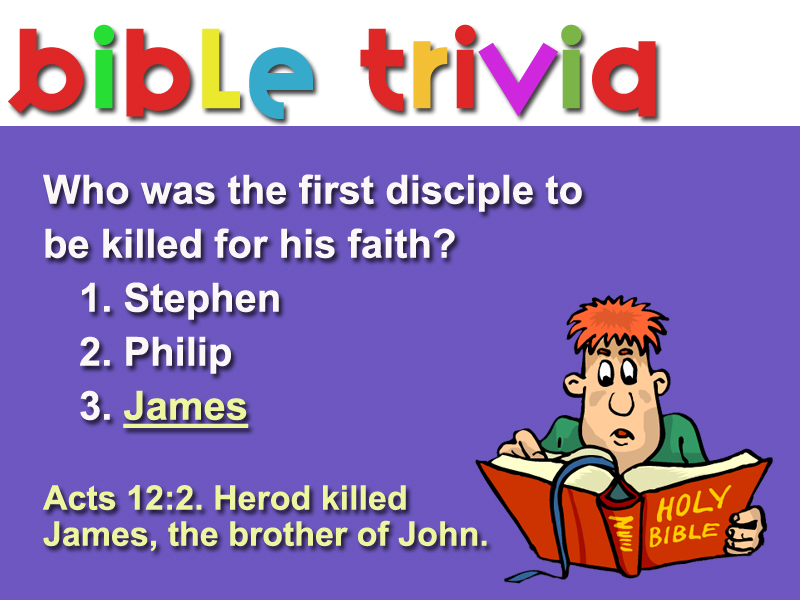 bible trivia
Who was the first disciple to
be killed for his faith?
1. Stephen
2. Philip
3. James
Acts 12:2. Herod killed
James, the brother of John.
HOLY
BIBLE